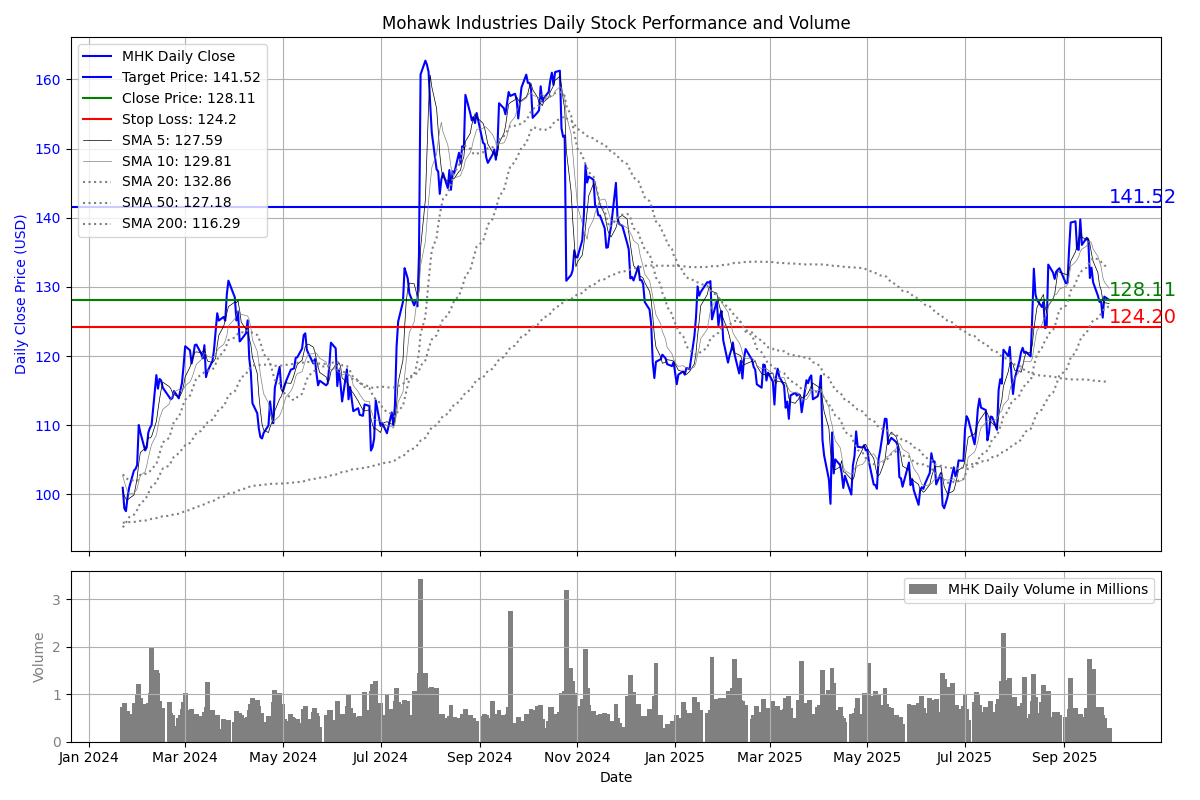 Mohawk Industries Daily Stock Performance and Volume
MHK Daily Close
Target Price: 141.52
Close Price: 128.11
Stop Loss: 124.2
SMA 5: 127.59
SMA 10: 129.81
SMA 20: 132.86
SMA 50: 127.18
SMA 200: 116.29
Daily Close Price (USD)
160
150
140
130
120
110
100
141.52
128.11
124.20
MHK Daily Volume in Millions
Volume
3
2
1
0
Jan 2024 Mar 2024 May 2024 Jul 2024 Sep 2024 Nov 2024 Jan 2025 Mar 2025 May 2025 Jul 2025 Sep 2025
Date